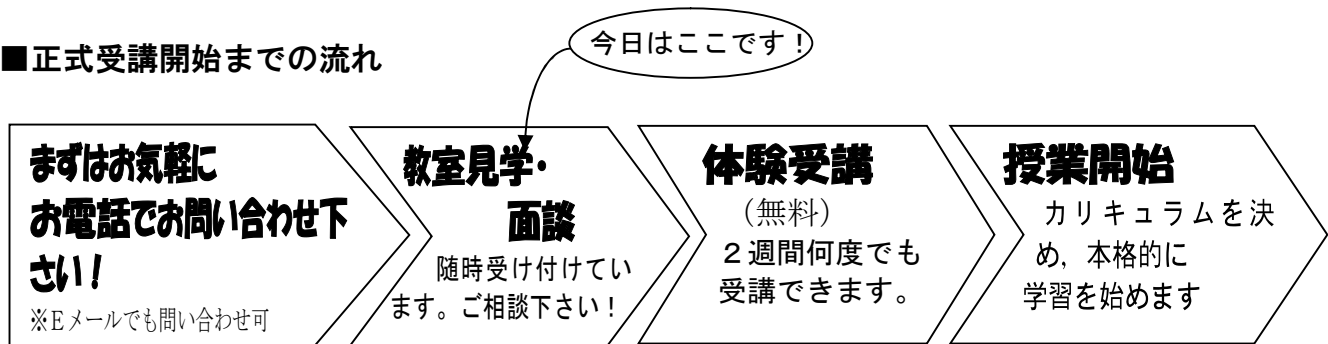 今日はここです！
■正式受講開始までの流れ
まずはお気軽に
お電話でお問い合わせ下
さい！
※Eメールでも問い合わせ可
教室見学・
面談
随時受け付けてい
ます。ご相談下さい！
体験受講
（無料）
２週間何度でも
受講できます。
授業開始
カリキュラムを決
め，本格的に
学習を始めます